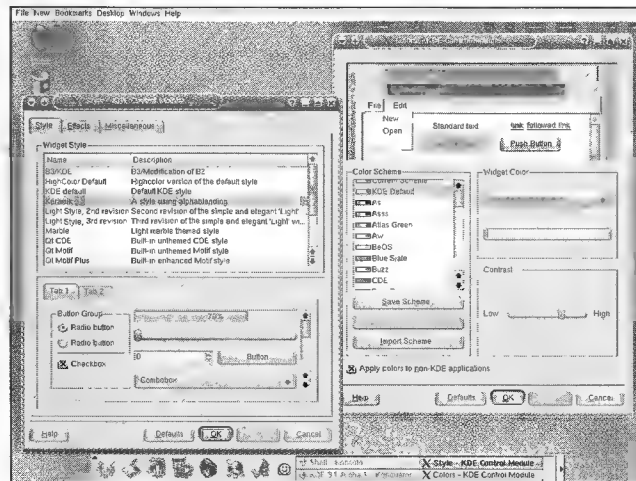 File New Bookmarks Desktop Windows Help
Style Effects Miscellaneous
Widget Style
Name Description
B3/KDE B3/Modification of B2
HighColor Default Highcolor version of the default style
KDE default Default KDE style
Keramik A style using alphablending
Light Style, 2nd revision Second revision of the simple and elegant 'Light'
Light Style, 3rd revision Third revision of the simple and elegant 'Light' wi...
Marble Light marble themed style
Qt CDE Built-in unthemed CDE style
Qt Motif Built-in unthemed Motif style
Qt Motif Plus Built-in enhanced Motif style
Tab 1 Tab 2
Button Group
Radio button
Radio button
Checkbox
70%
Button
Combobox
Help Defaults OK Cancel
File Edit
New
Open
Standard text
link followed link
Push Button
Color Scheme
Current Scheme
KDE Default
Atlas Green
Aw
BeOS
Blue Slate
Buzz
CDE
Save Scheme
Import Scheme
Widget Color
Contrast
Low High
Apply colors to non-KDE applications
Help Defaults OK Cancel
Style - KDE Control Module
Colors - KDE Control Module